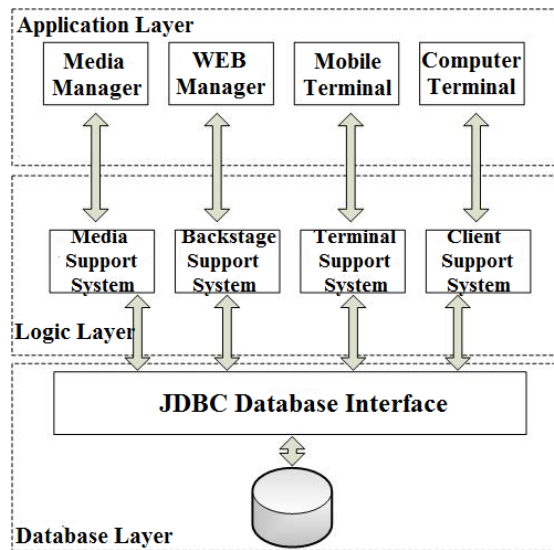 Application Layer
Media
Manager
WEB
Manager
Mobile
Terminal
Computer
Terminal
Media
Support
System
Backstage
Support
System
Terminal
Support
System
Client
Support
System
Logic Layer
JDBC Database Interface
Database Layer